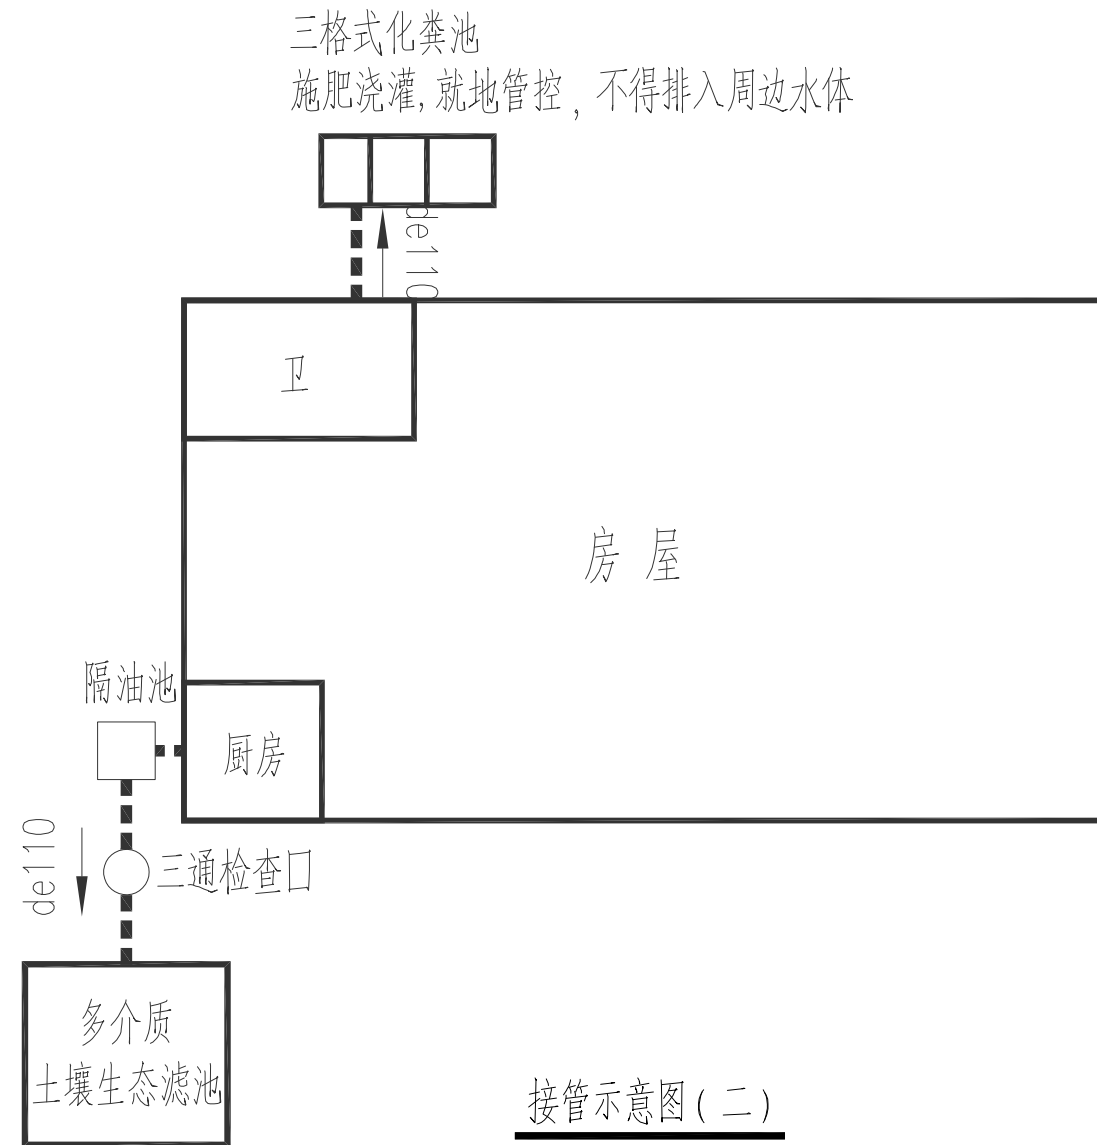 三格式化粪池
施肥浇灌,就地管控,不得排入周边水体
de110
卫
房屋
隔油池
厨房
de110
三通检查口
多介质
土壤生态滤池
接管示意图(二)